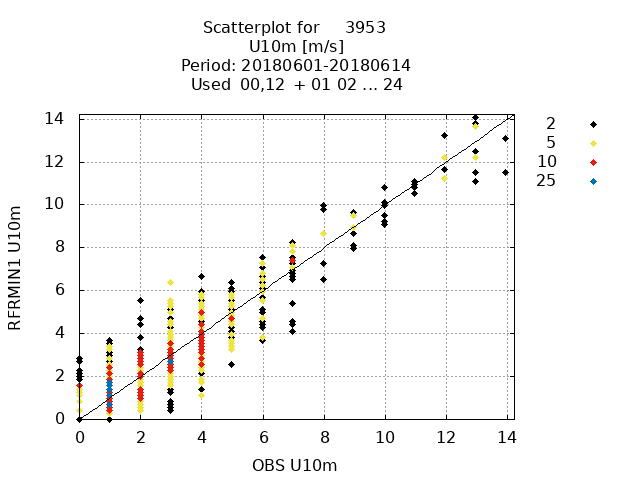 Scatterplot for 3953
U10m [m/s]
Period: 20180601-20180614
Used 00,12 + 01 02 ... 24
14
12
10
8
6
4
2
0
0 2 4 6 8 10 12 14
RFRMIN1 U10m
OBS U10m
2
5
10
25